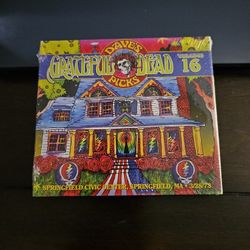 DAVE'S
PICKS
GRATEFUL DEAD
VOLUME
16
SPRINGFIELD CIVIC CENTER, SPRINGFIELD, MA • 3/28/73